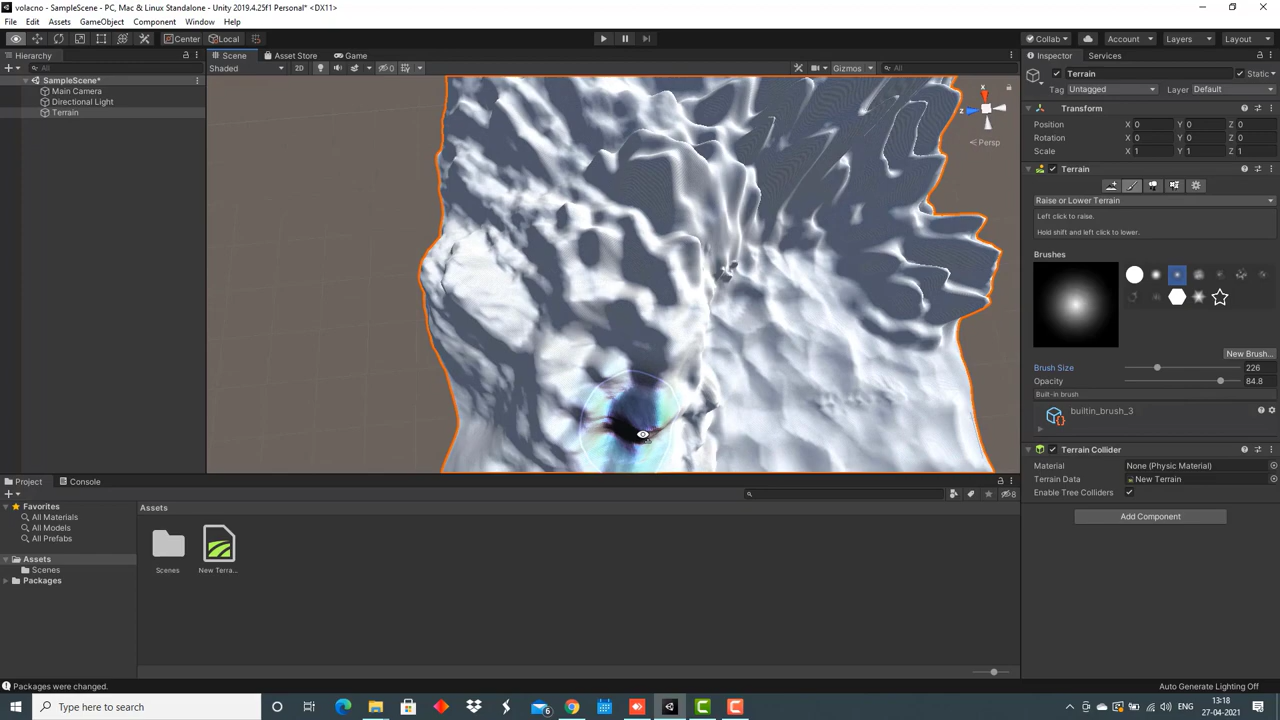 volacno - SampleScene - PC, Mac & Linux Standalone - Unity 2019.4.25f1 Personal* <DX11>
File Edit Assets GameObject Component Window Help
Center Local Collab Account Layers Layout
Hierarchy Scene Asset Store Game Inspector Services
All Shaded 2D 0 Gizmos All Terrain Static
SampleScene*
Main Camera
Directional Light
Terrain
x
z
Persp
Tag Untagged Layer Default
Transform
Position X 0 Y 0 Z 0
Rotation X 0 Y 0 Z 0
Scale X 1 Y 1 Z 1
Terrain
Raise or Lower Terrain
Left click to raise.
Hold shift and left click to lower.
Brushes
New Brush...
Brush Size 226
Opacity 84.8
Built-in brush
builtin_brush_3
Terrain Collider
Material None (Physic Material)
Terrain Data New Terrain
Enable Tree Colliders
Add Component
Project Console
8
Favorites
All Materials
All Models
All Prefabs
Assets
Scenes
Packages
Assets
Scenes New Terra...
Packages were changed. Auto Generate Lighting Off
Type here to search
6
ENG
13:18
27-04-2021